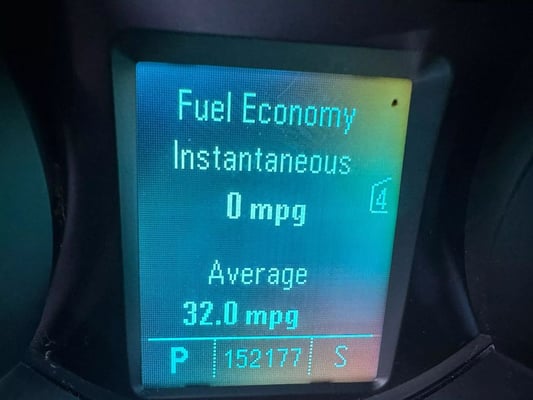 Fuel Economy
Instantaneous
0 mpg
4
Average
32.0 mpg
P 152177 S